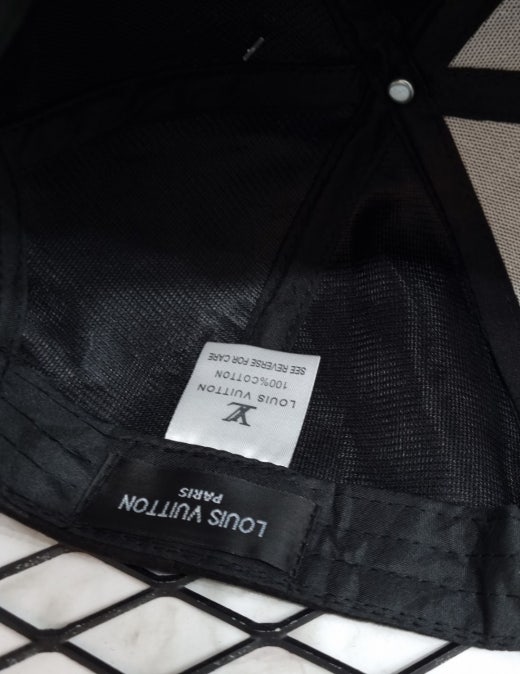 LV
LOUIS VUITTON
100%COTTON
SEE REVERSE FOR CARE
LOUIS VUITTON
PARIS